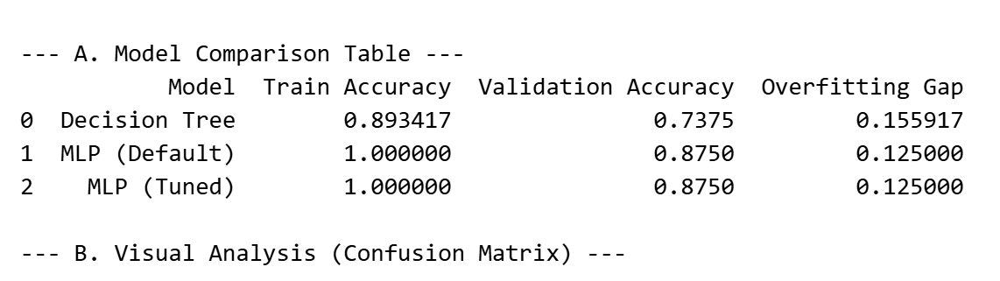 --- A. Model Comparison Table ---
Model Train Accuracy Validation Accuracy Overfitting Gap
0 Decision Tree 0.893417 0.7375 0.155917
1 MLP (Default) 1.000000 0.8750 0.125000
2 MLP (Tuned) 1.000000 0.8750 0.125000
--- B. Visual Analysis (Confusion Matrix) ---